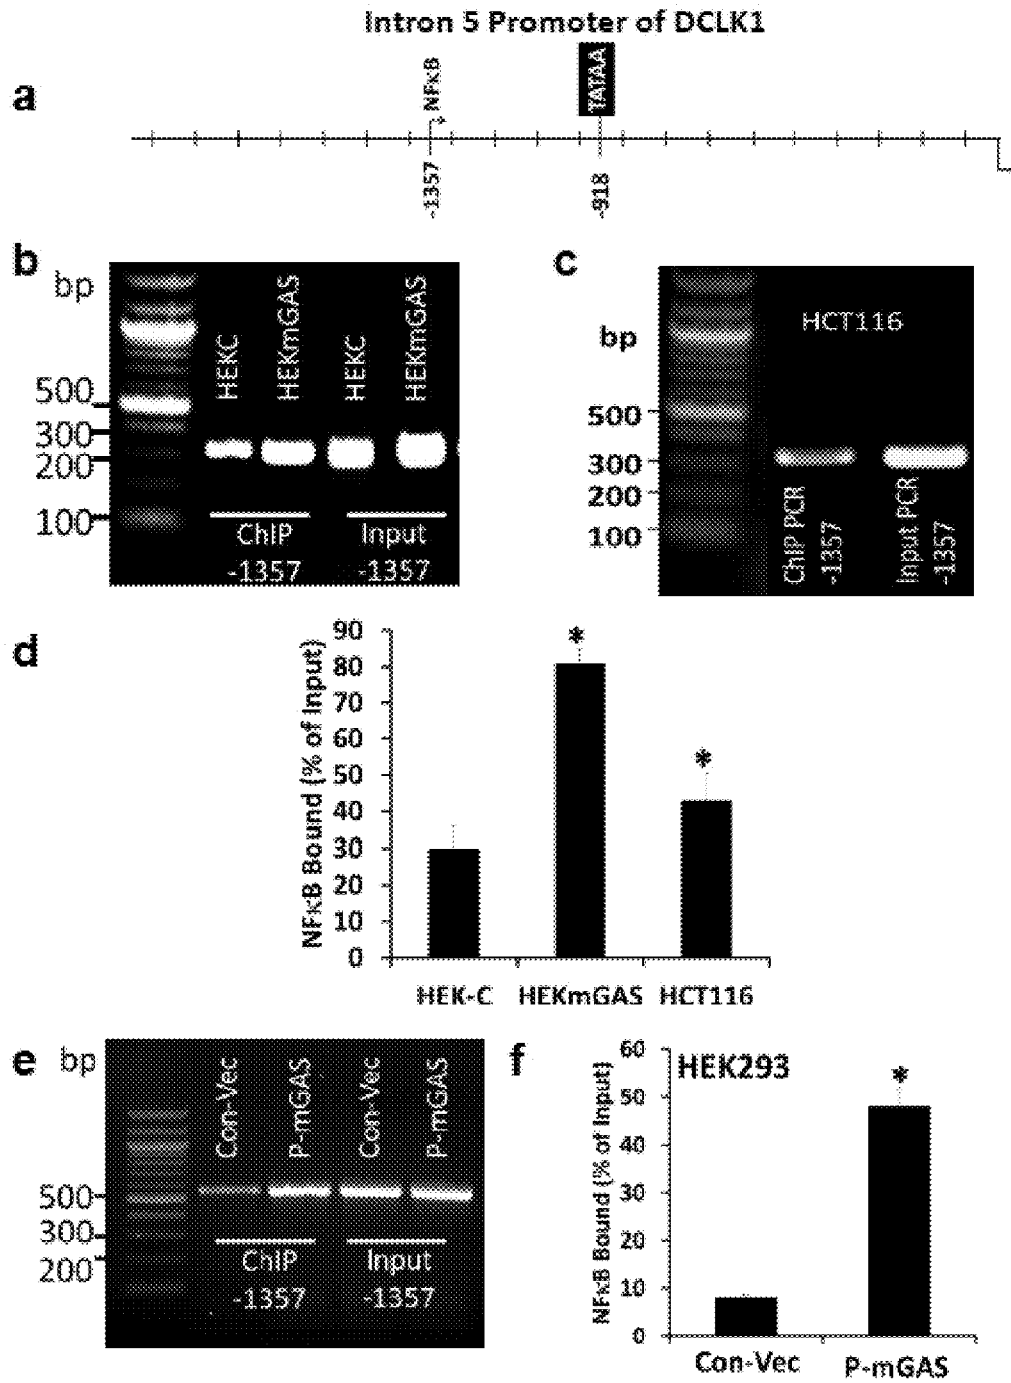 Intron 5 Promoter of DCLK1
a
NFκB
TATAA
-1357
-918
b
bp
500
300
200
100
HEKC
HEKmGAS
HEKC
HEKmGAS
ChIP
-1357
Input
-1357
c
bp
500
300
200
100
HCT116
ChIP PCR
-1357
Input PCR
-1357
d
NFκB Bound (% of Input)
90
80
70
60
50
40
30
20
10
0
*
*
HEK-C
HEKmGAS
HCT116
e
bp
500
300
200
Con-Vec
P-mGAS
Con-Vec
P-mGAS
ChIP
-1357
Input
-1357
f
HEK293
NFκB Bound (% of Input)
60
50
40
30
20
10
0
*
Con-Vec
P-mGAS